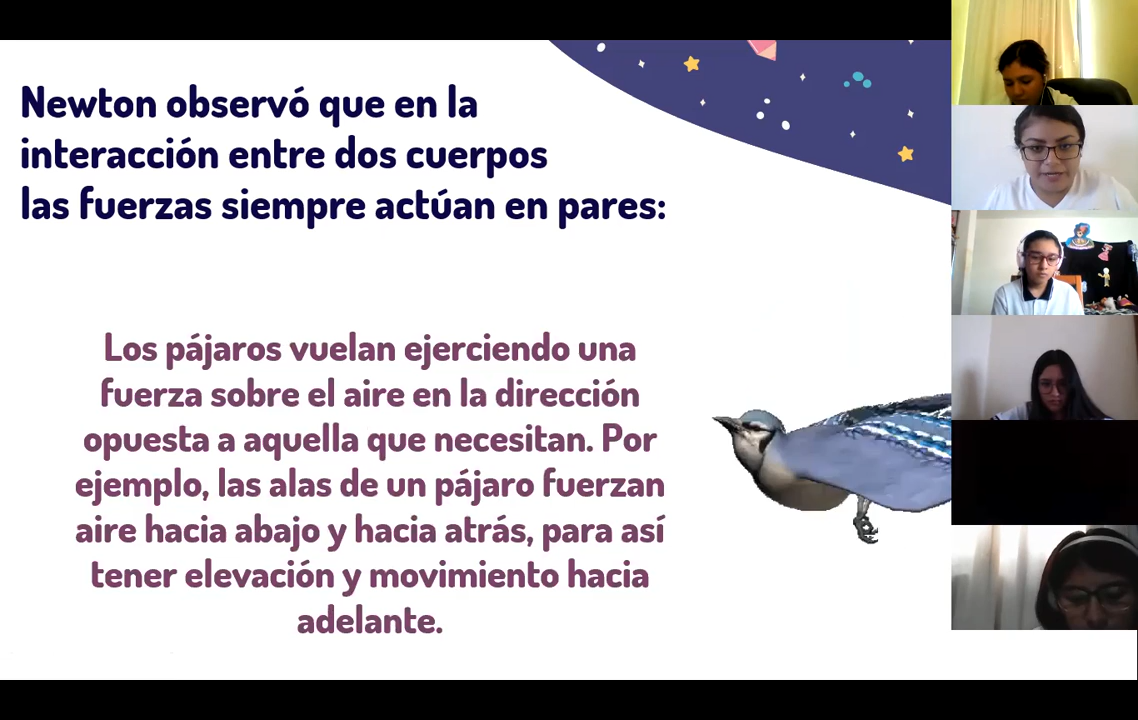 Newton observó que en la
interacción entre dos cuerpos
las fuerzas siempre actúan en pares:
Los pájaros vuelan ejerciendo una
fuerza sobre el aire en la dirección
opuesta a aquella que necesitan. Por
ejemplo, las alas de un pájaro fuerzan
aire hacia abajo y hacia atrás, para así
tener elevación y movimiento hacia
adelante.